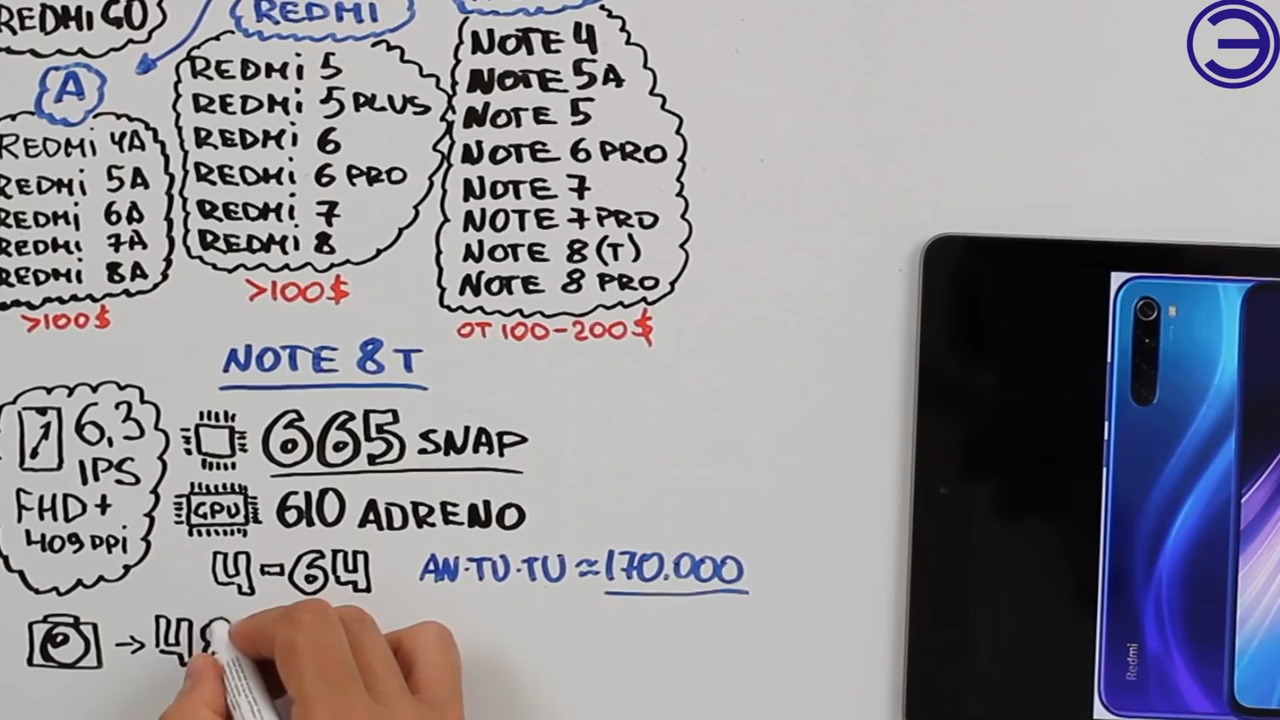 REDMI GO
REDMI
A
REDMI 4A
REDMI 5A
REDMI 6A
REDMI 7A
REDMI 8A
>100$
REDMI 5
REDMI 5 PLUS
REDMI 6
REDMI 6 PRO
REDMI 7
REDMI 8
>100$
NOTE 4
NOTE 5A
NOTE 5
NOTE 6 PRO
NOTE 7
NOTE 7 PRO
NOTE 8(T)
NOTE 8 PRO
ОТ 100-200$
NOTE 8T
6,3
IPS
FHD+
409 PPI
665 SNAP
GPU 610 ADRENO
4-64
AN·TU·TU ≈170.000
→ 48
Redmi
Э